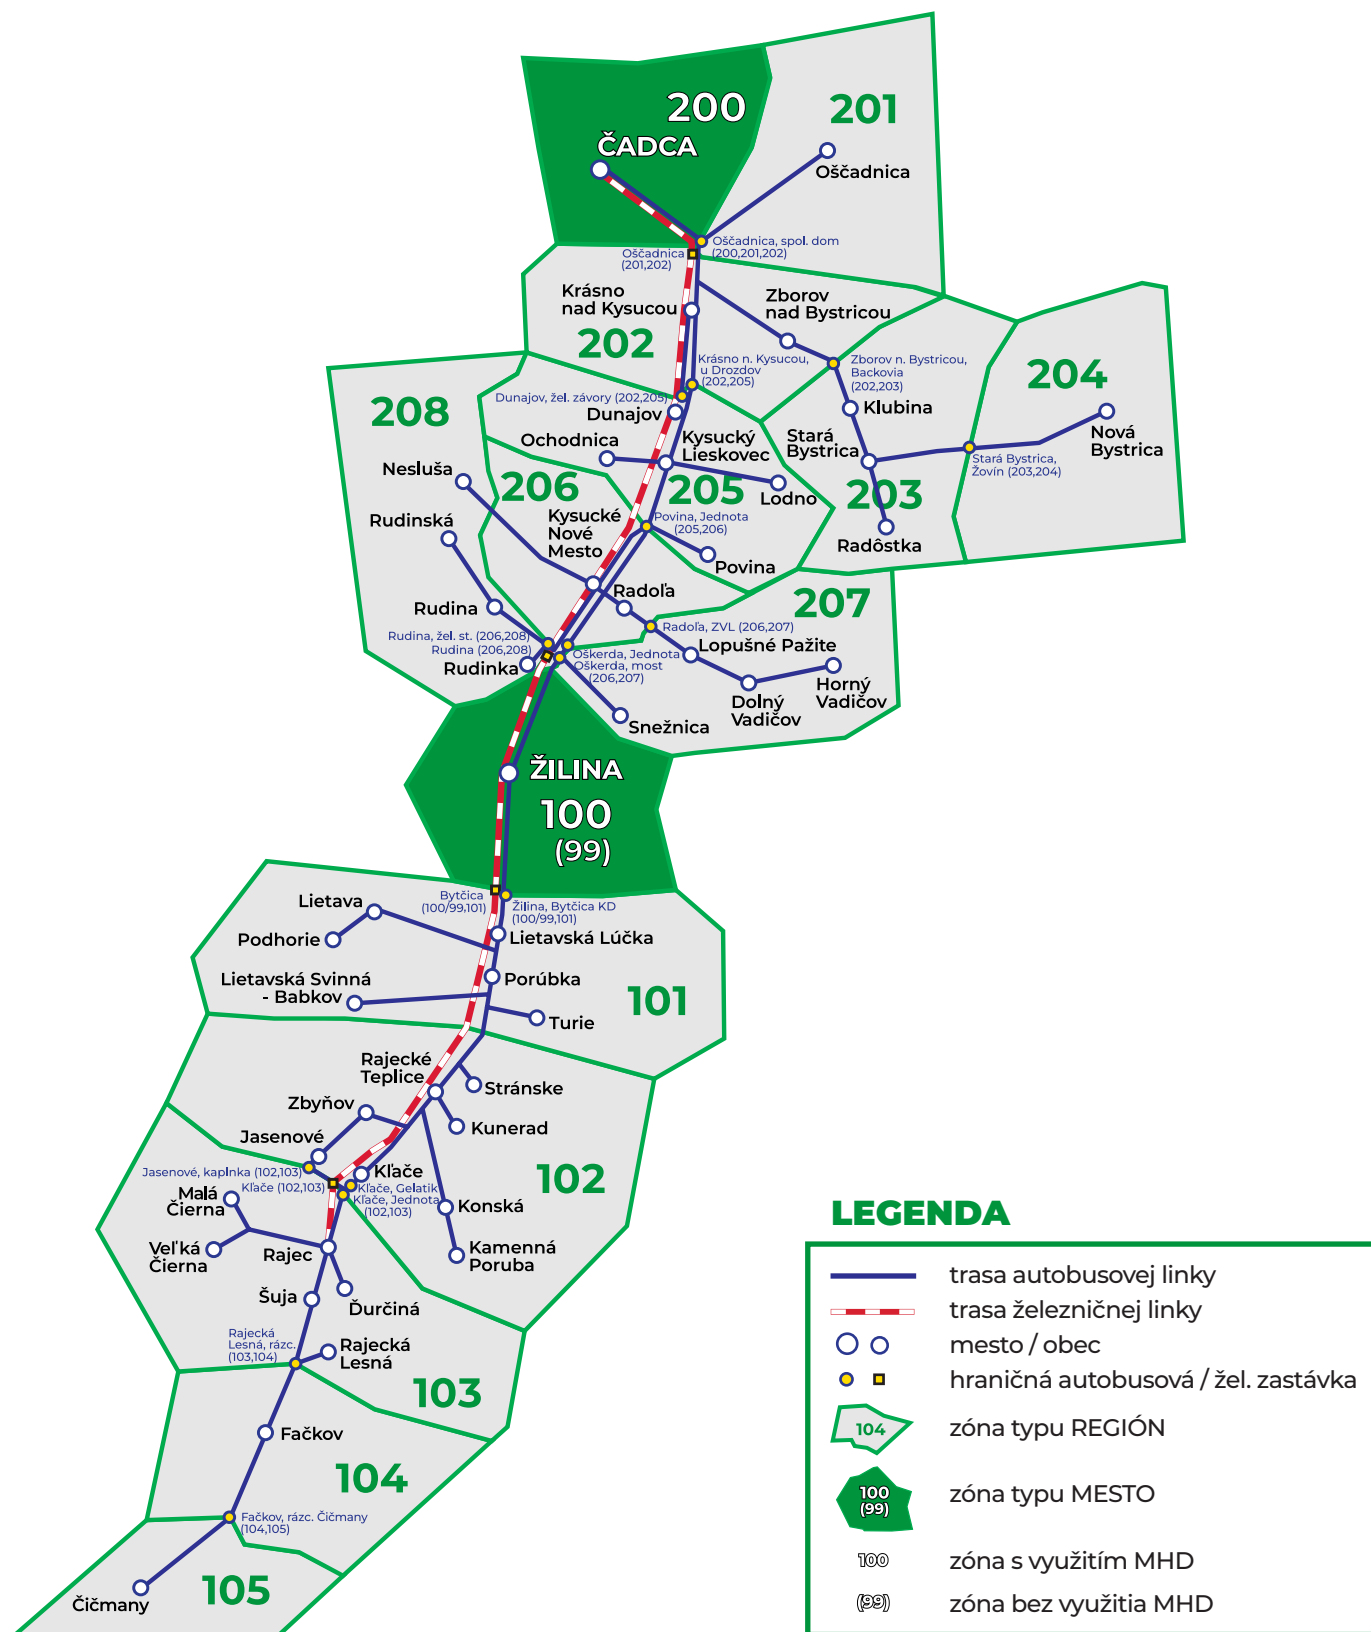 200
ČADCA
201
Oščadnica
Oščadnica, spol. dom
(200,201,202)
Oščadnica
(201,202)
Krásno
nad Kysucou
Zborov
nad Bystricou
202
Krásno n. Kysucou,
u Drozdov
(202,205)
Zborov n. Bystricou,
Backovia
(202,203)
204
208
Dunajov, žel. závory (202,205)
Dunajov
Klubina
Ochodnica
Kysucký
Lieskovec
Stará
Bystrica
Nová
Bystrica
Nesluša
Stará Bystrica,
Žovín (203,204)
206
205
Lodno
203
Rudinská
Kysucké
Nové
Mesto
Povina, Jednota
(205,206)
Radôstka
Povina
Radoľa
207
Rudina
Radoľa, ZVL (206,207)
Rudina, žel. st. (206,208)
Rudina (206,208)
Rudinka
Oškerda, Jednota
Oškerda, most
(206,207)
Lopušné Pažite
Dolný
Vadičov
Horný
Vadičov
Snežnica
ŽILINA
100
(99)
Bytčica
(100/99,101)
Žilina, Bytčica KD
(100/99,101)
Lietava
Podhorie
Lietavská Lúčka
Lietavská Svinná
- Babkov
Porúbka
101
Turie
Rajecké
Teplice
Stránske
Zbyňov
Kunerad
Jasenové
Jasenové, kaplnka (102,103)
Kľače
102
Kľače (102,103)
Kľače, Gelatik
Kľače, Jednota
(102,103)
Malá
Čierna
Konská
Veľká
Čierna
Rajec
Kamenná
Poruba
Šuja
Ďurčiná
Rajecká
Lesná, rázc.
(103,104)
Rajecká
Lesná
103
Fačkov
104
Fačkov, rázc. Čičmany
(104,105)
105
Čičmany
LEGENDA
trasa autobusovej linky
trasa železničnej linky
mesto / obec
hraničná autobusová / žel. zastávka
104
zóna typu REGIÓN
100
(99)
zóna typu MESTO
100
zóna s využitím MHD
(99)
zóna bez využitia MHD